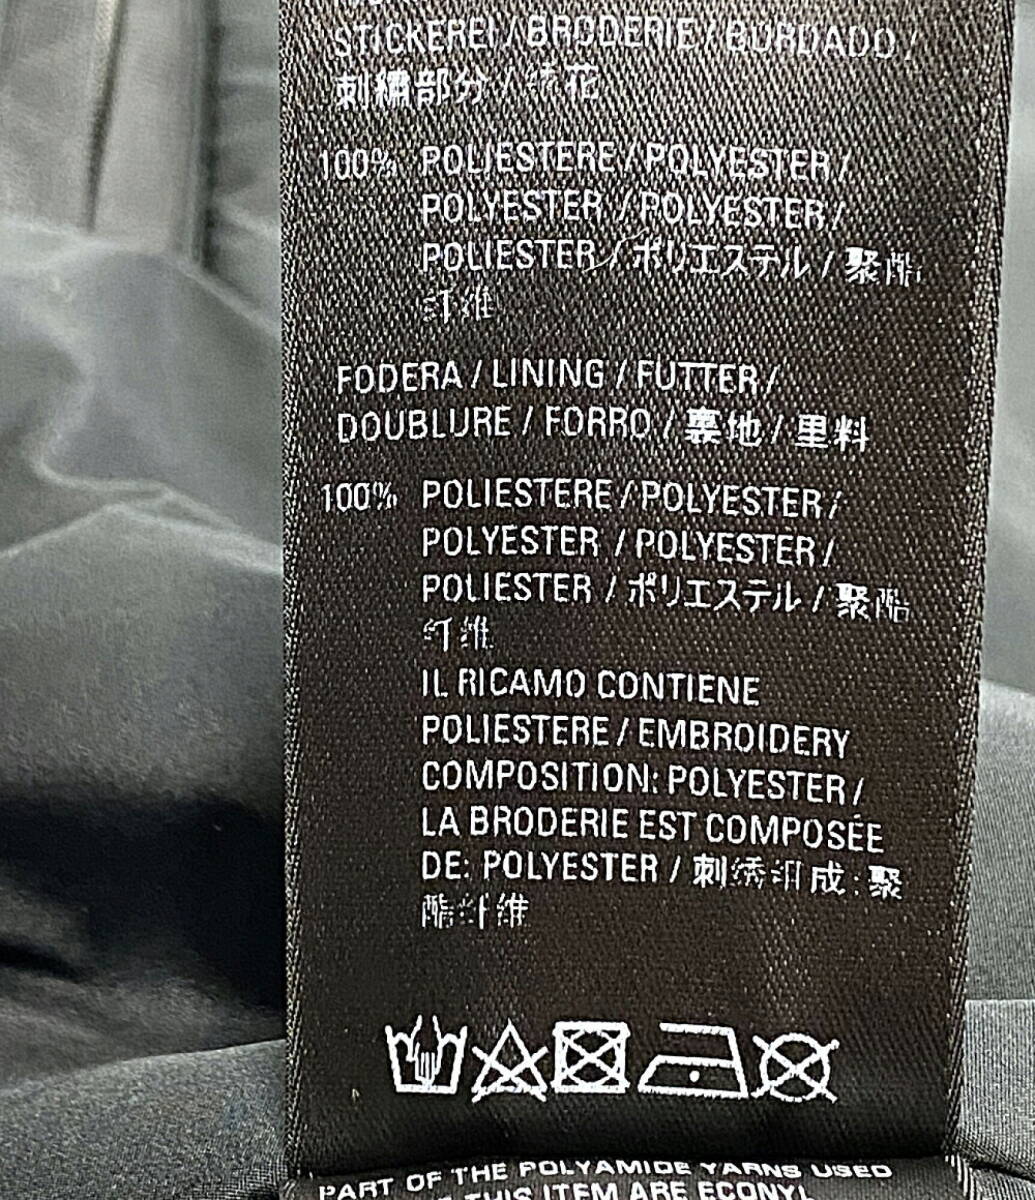 STICKEREI / BRODERIE / BORDADO /
刺繍部分 / 绣花
100% POLIESTERE / POLYESTER /
POLYESTER / POLYESTER /
POLIESTER / ポリエステル / 聚酯
纤维
FODERA / LINING / FUTTER /
DOUBLURE / FORRO / 裏地 / 里料
100% POLIESTERE / POLYESTER /
POLYESTER / POLYESTER /
POLIESTER / ポリエステル / 聚酯
纤维
IL RICAMO CONTIENE
POLIESTERE / EMBROIDERY
COMPOSITION: POLYESTER /
LA BRODERIE EST COMPOSÉE
DE: POLYESTER / 刺绣组成: 聚
酯纤维
PART OF THE POLYAMIDE YARNS USED
THIS ITEM ARE ECONYL